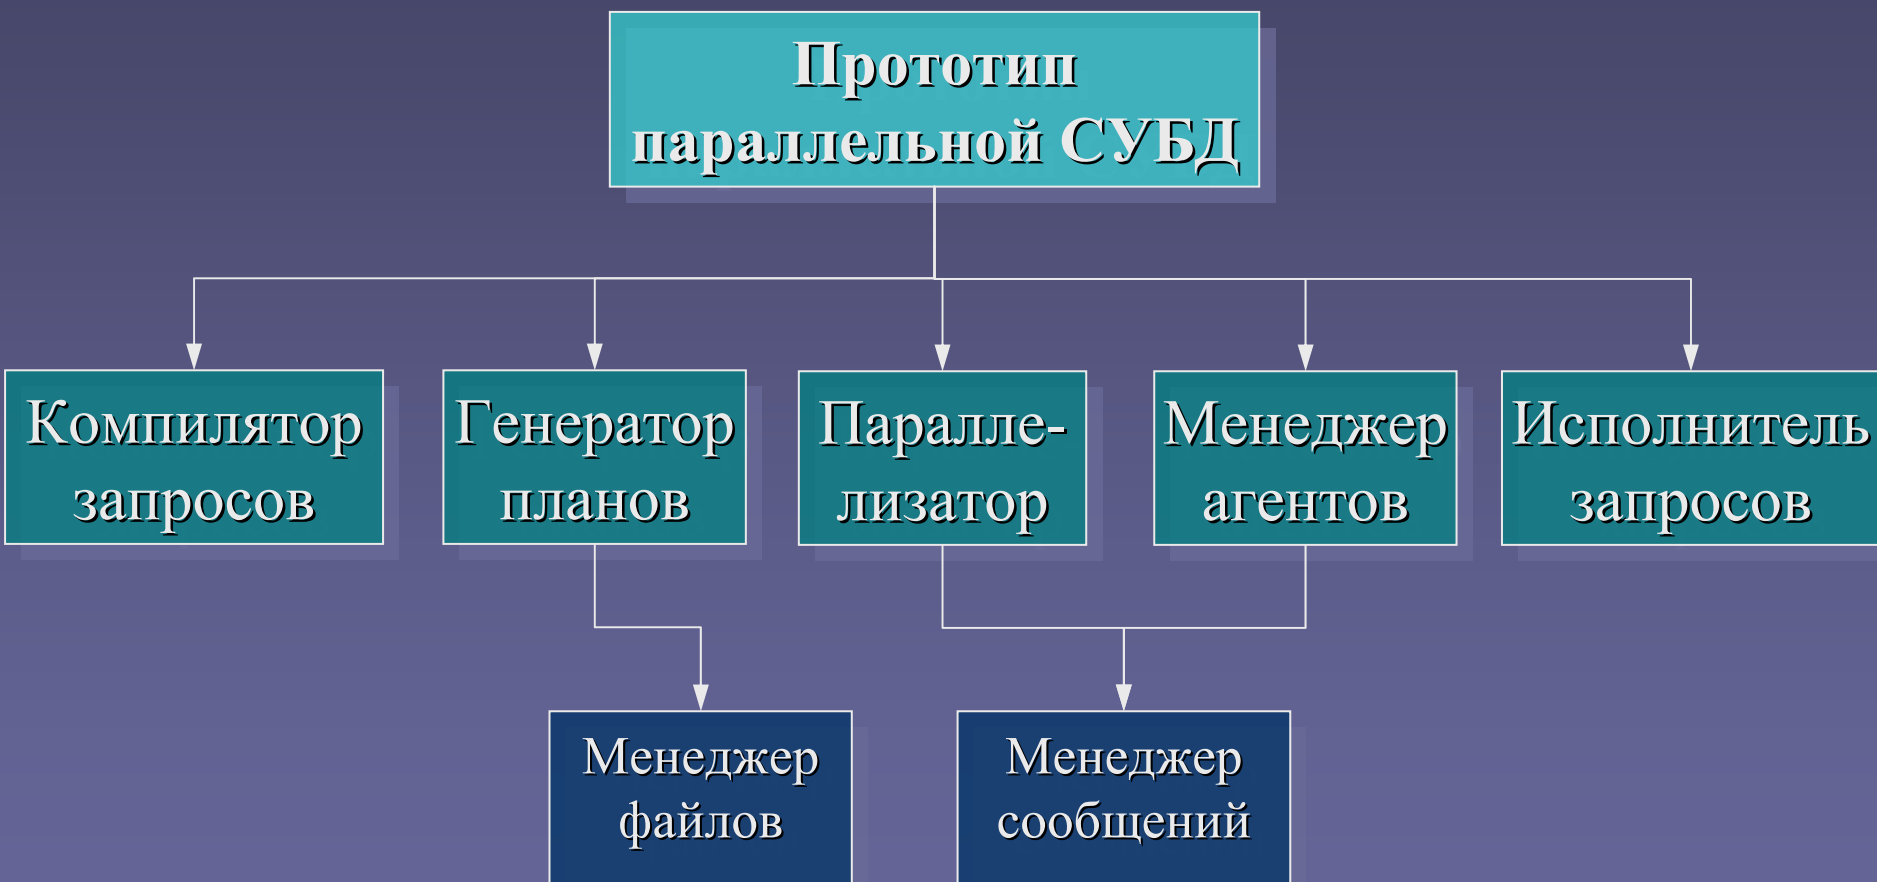 Прототип
параллельной СУБД
Компилятор
запросов
Генератор
планов
Паралле-
лизатор
Менеджер
агентов
Исполнитель
запросов
Менеджер
файлов
Менеджер
сообщений